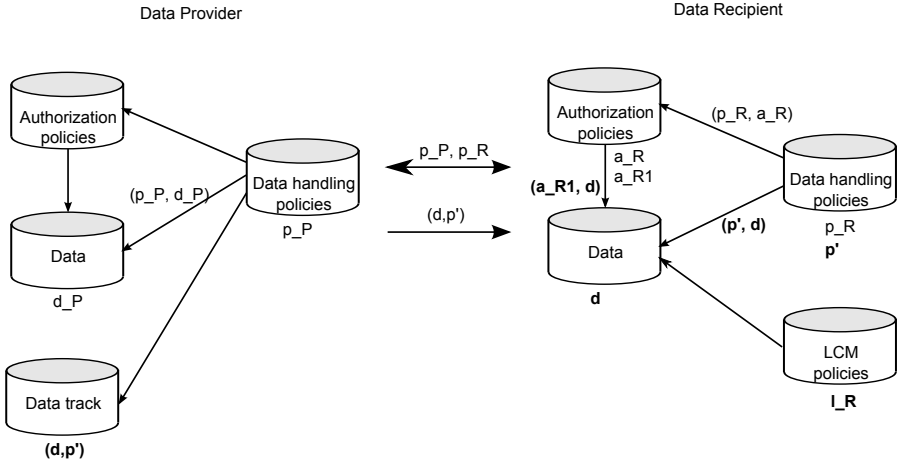 Data Provider
Data Recipient
Authorization
policies
(p_P, d_P)
Data
d_P
Data handling
policies
p_P
Data track
(d,p')
p_P, p_R
(d,p')
Authorization
policies
(p_R, a_R)
a_R
a_R1
(a_R1, d)
Data handling
policies
p_R
p'
(p', d)
Data
d
LCM
policies
l_R